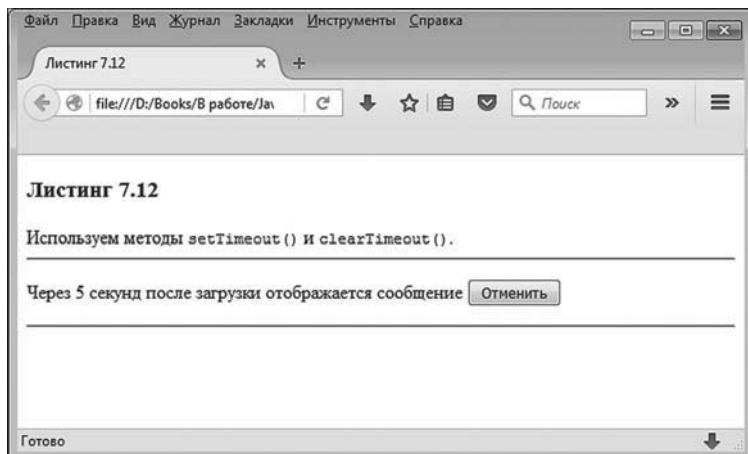 Файл Правка Вид Журнал Закладки Инструменты Справка
Листинг 7.12
file:///D:/Books/В работе/Jav
Поиск
Листинг 7.12
Используем методы setTimeout() и clearTimeout().
Через 5 секунд после загрузки отображается сообщение Отменить
Готово